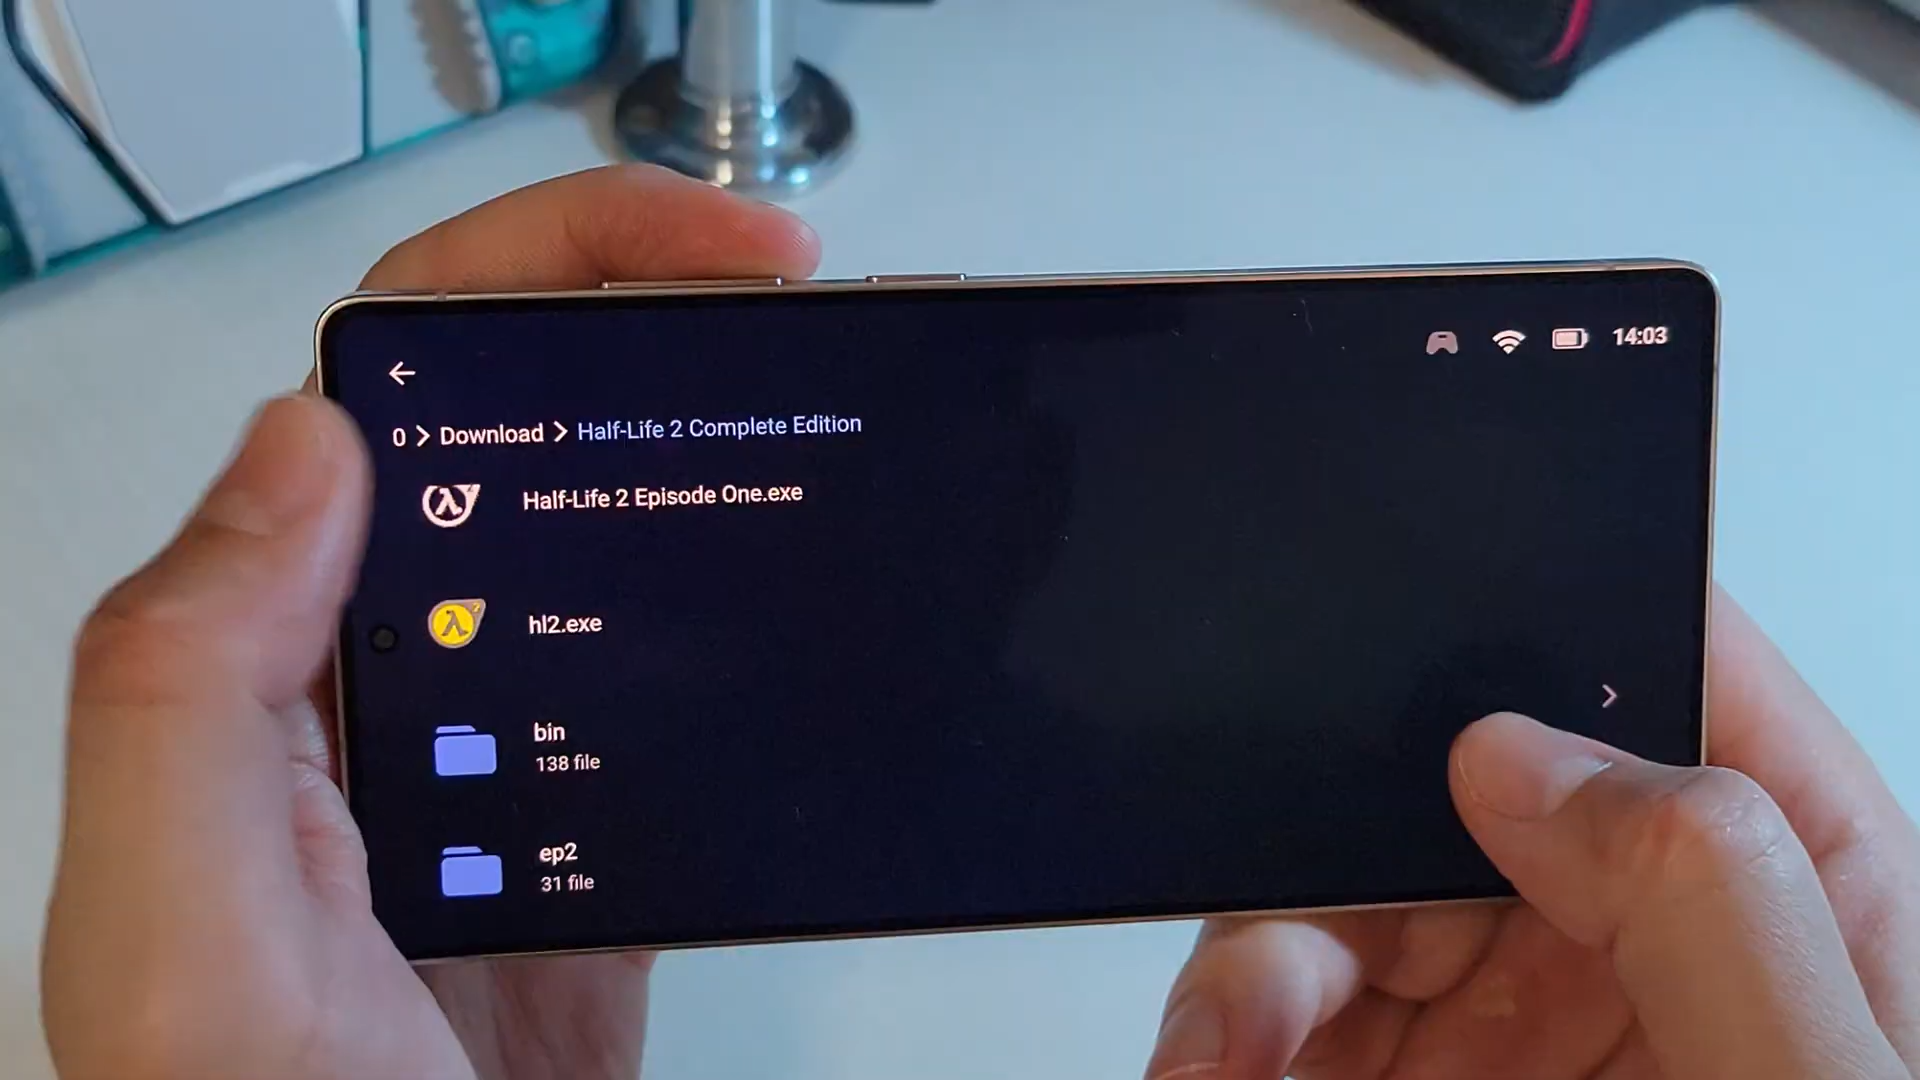 14:03
0 > Download > Half-Life 2 Complete Edition
Half-Life 2 Episode One.exe
hl2.exe
bin
138 file
ep2
31 file